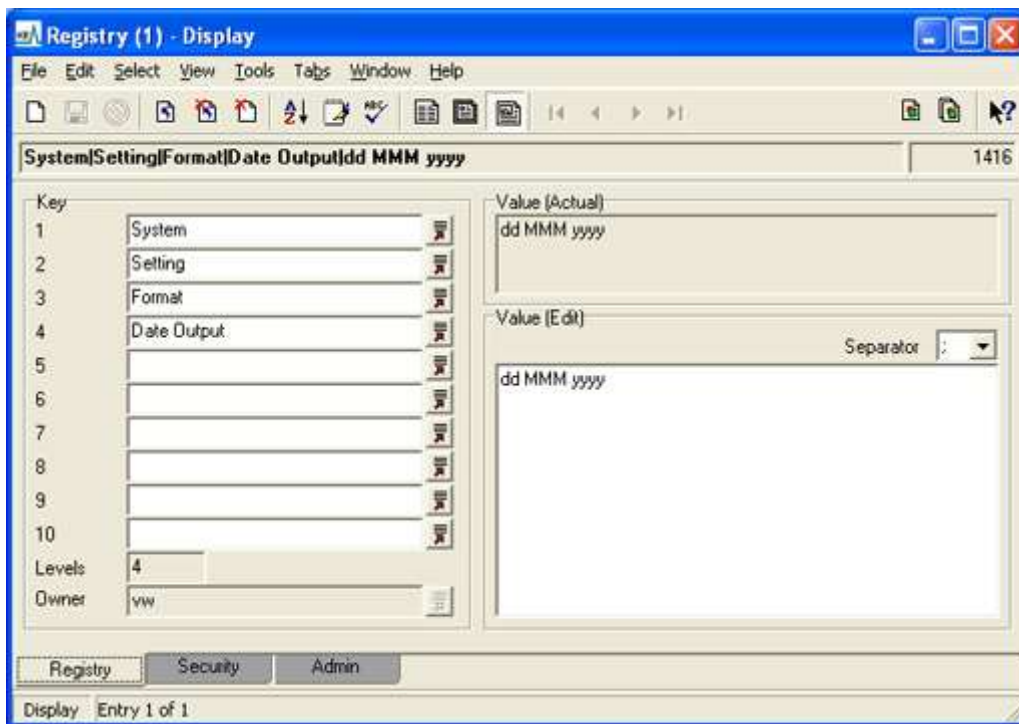 Registry (1) - Display
File Edit Select View Tools Tabs Window Help
System|Setting|Format|Date Output|dd MMM yyyy 1416
Key
1 System
2 Setting
3 Format
4 Date Output
5
6
7
8
9
10
Levels 4
Owner vw
Value (Actual)
dd MMM yyyy
Value (Edit)
Separator ;
dd MMM yyyy
Registry Security Admin
Display Entry 1 of 1